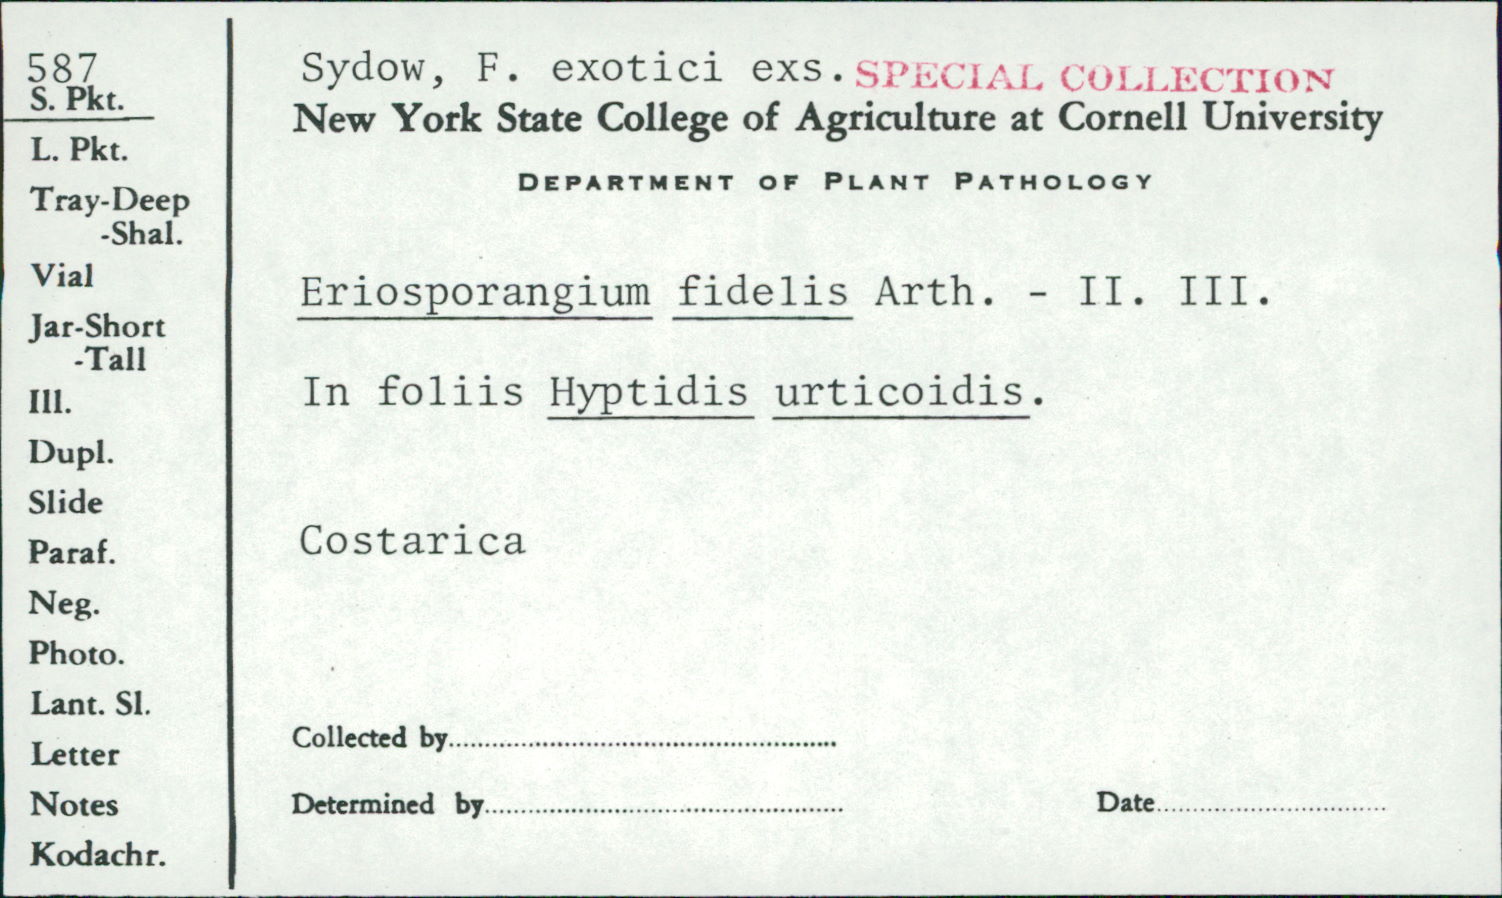 587
S. Pkt.
L. Pkt.
Tray-Deep
-Shal.
Vial
Jar-Short
-Tall
Ill.
Dupl.
Slide
Paraf.
Neg.
Photo.
Lant. Sl.
Letter
Notes
Kodachr.
Sydow, F. exotici exs. SPECIAL COLLECTION
New York State College of Agriculture at Cornell University
DEPARTMENT OF PLANT PATHOLOGY
Eriosporangium fidelis Arth. - II. III.
In foliis Hyptidis urticoidis.
Costarica
Collected by
Determined by Date